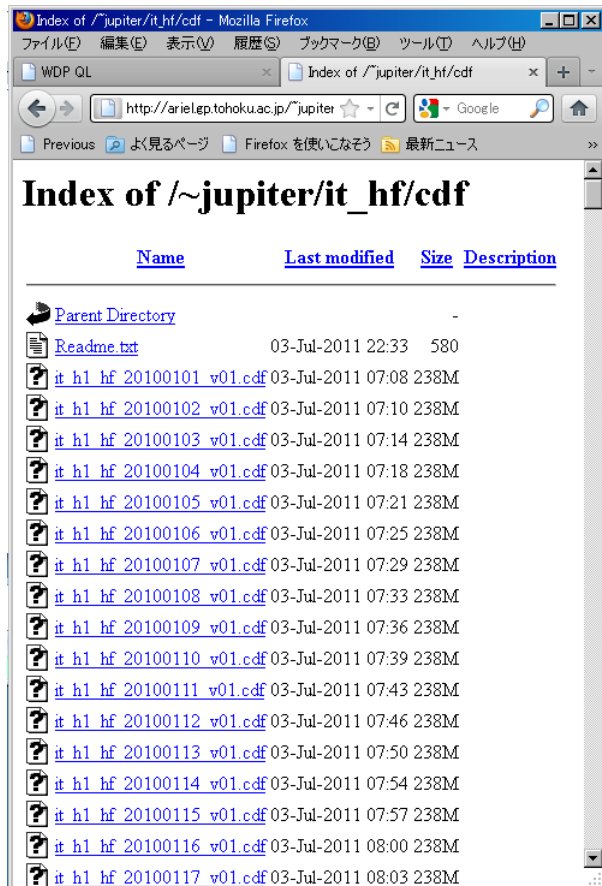 Index of /~jupiter/it_hf/cdf - Mozilla Firefox
ファイル(F) 編集(E) 表示(V) 履歴(S) ブックマーク(B) ツール(T) ヘルプ(H)
WDP QL × Index of /~jupiter/it_hf/cdf × +
http://ariel.gp.tohoku.ac.jp/~jupiter Google
Previous よく見るページ Firefox を使いこなそう 最新ニュース »
Index of /~jupiter/it_hf/cdf
Name Last modified Size Description
Parent Directory -
Readme.txt 03-Jul-2011 22:33 580
it_h1_hf_20100101_v01.cdf 03-Jul-2011 07:08 238M
it_h1_hf_20100102_v01.cdf 03-Jul-2011 07:10 238M
it_h1_hf_20100103_v01.cdf 03-Jul-2011 07:14 238M
it_h1_hf_20100104_v01.cdf 03-Jul-2011 07:18 238M
it_h1_hf_20100105_v01.cdf 03-Jul-2011 07:21 238M
it_h1_hf_20100106_v01.cdf 03-Jul-2011 07:25 238M
it_h1_hf_20100107_v01.cdf 03-Jul-2011 07:29 238M
it_h1_hf_20100108_v01.cdf 03-Jul-2011 07:33 238M
it_h1_hf_20100109_v01.cdf 03-Jul-2011 07:36 238M
it_h1_hf_20100110_v01.cdf 03-Jul-2011 07:39 238M
it_h1_hf_20100111_v01.cdf 03-Jul-2011 07:43 238M
it_h1_hf_20100112_v01.cdf 03-Jul-2011 07:46 238M
it_h1_hf_20100113_v01.cdf 03-Jul-2011 07:50 238M
it_h1_hf_20100114_v01.cdf 03-Jul-2011 07:54 238M
it_h1_hf_20100115_v01.cdf 03-Jul-2011 07:57 238M
it_h1_hf_20100116_v01.cdf 03-Jul-2011 08:00 238M
it_h1_hf_20100117_v01.cdf 03-Jul-2011 08:03 238M